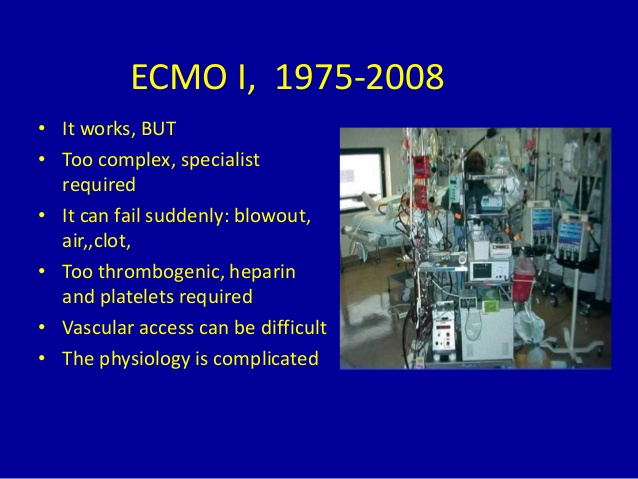 ECMO I, 1975-2008
• It works, BUT
• Too complex, specialist
required
• It can fail suddenly: blowout,
air,,clot,
• Too thrombogenic, heparin
and platelets required
• Vascular access can be difficult
• The physiology is complicated